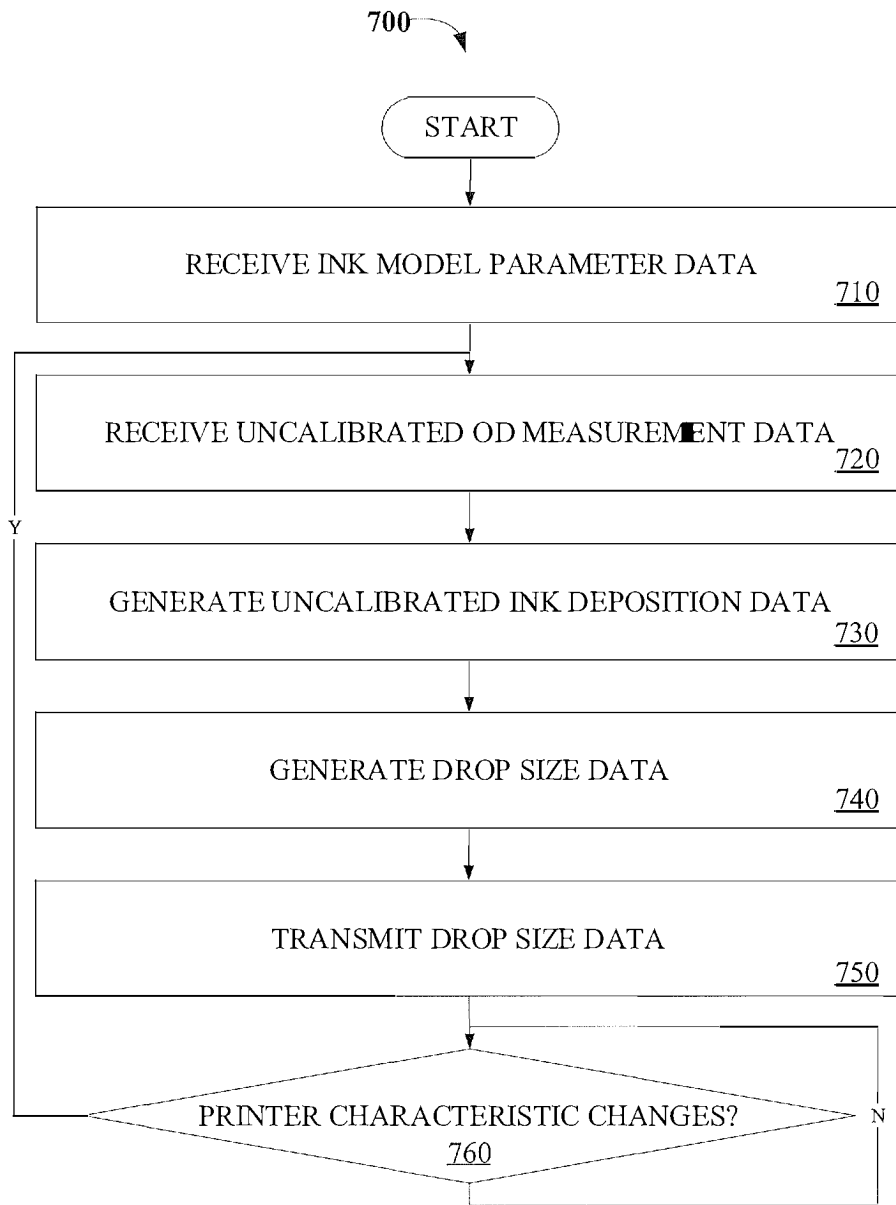 700
START
RECEIVE INK MODEL PARAMETER DATA
710
RECEIVE UNCALIBRATED OD MEASUREMENT DATA
720
Y
GENERATE UNCALIBRATED INK DEPOSITION DATA
730
GENERATE DROP SIZE DATA
740
TRANSMIT DROP SIZE DATA
750
PRINTER CHARACTERISTIC CHANGES?
N
760